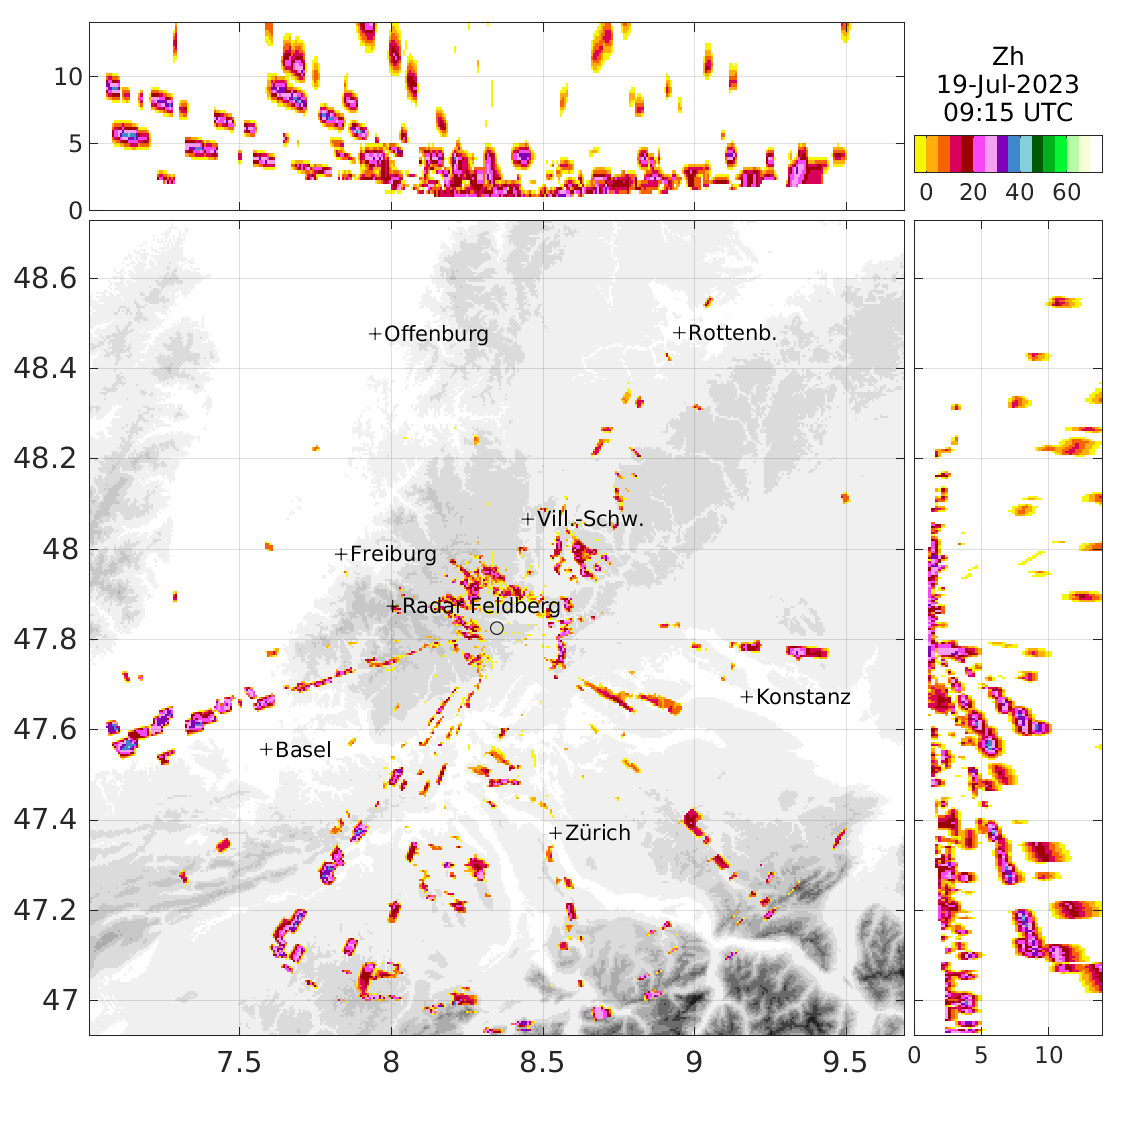 10
5
0
Zh
19-Jul-2023
09:15 UTC
0 20 40 60
48.6
48.4
48.2
48
47.8
47.6
47.4
47.2
47
+Offenburg
+Rottenb.
+Vill.-Schw.
+Freiburg
+Radar Feldberg
+Konstanz
+Basel
+Zürich
7.5 8 8.5 9 9.5
0 5 10